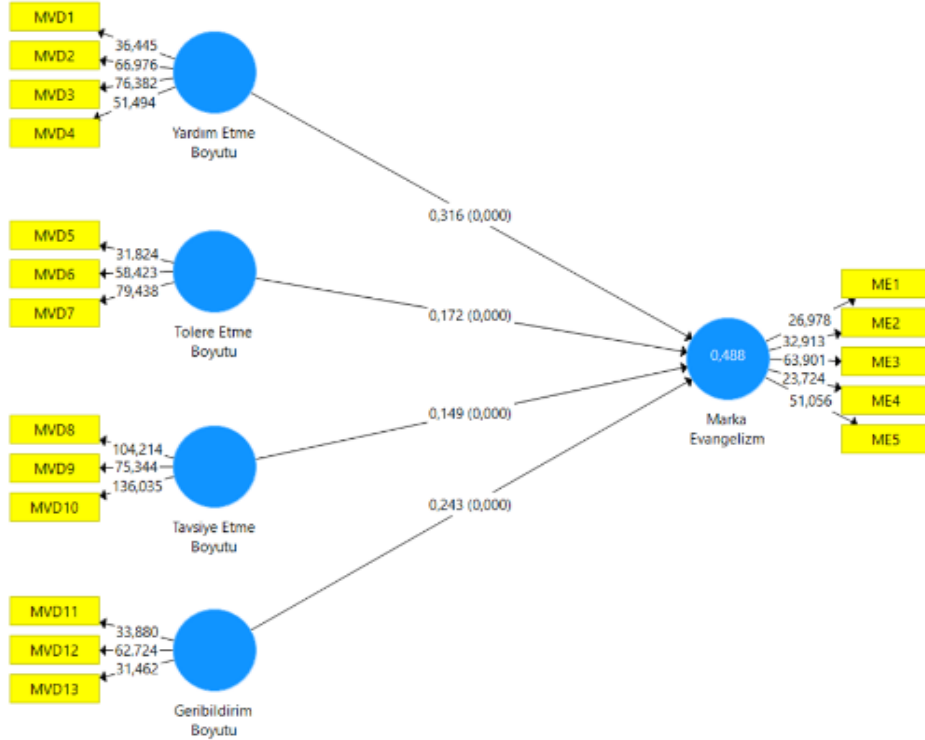 MVD1
MVD2
MVD3
MVD4
36,445
66,976
76,382
51,494
Yardım Etme
Boyutu
0,316 (0,000)
MVD5
MVD6
MVD7
31,824
58,423
79,438
Tolere Etme
Boyutu
0,172 (0,000)
MVD8
MVD9
MVD10
104,214
75,344
136,035
Tavsiye Etme
Boyutu
0,149 (0,000)
MVD11
MVD12
MVD13
33,880
62,724
31,462
Geribildirim
Boyutu
0,243 (0,000)
0,488
Marka
Evangelizm
26,978
32,913
63,901
23,724
51,056
ME1
ME2
ME3
ME4
ME5